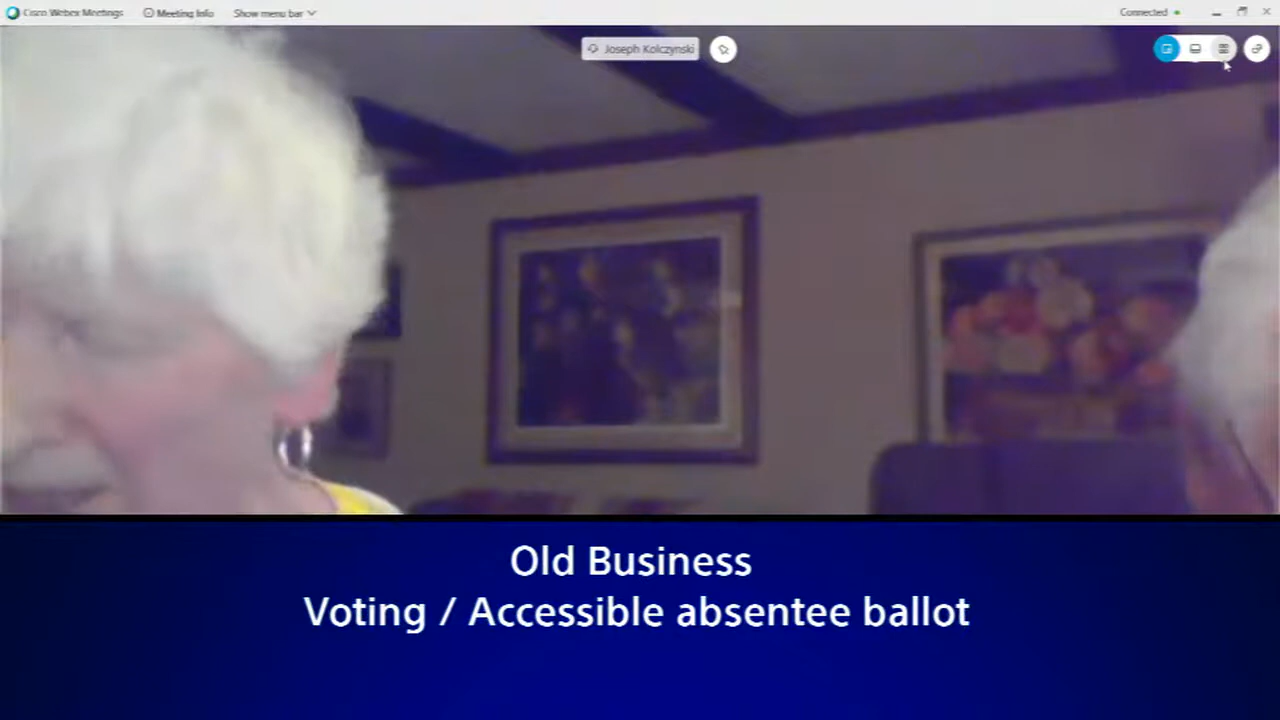 Cisco Webex Meetings Meeting Info Show menu bar Connected
Joseph Kolczynski
Old Business
Voting / Accessible absentee ballot